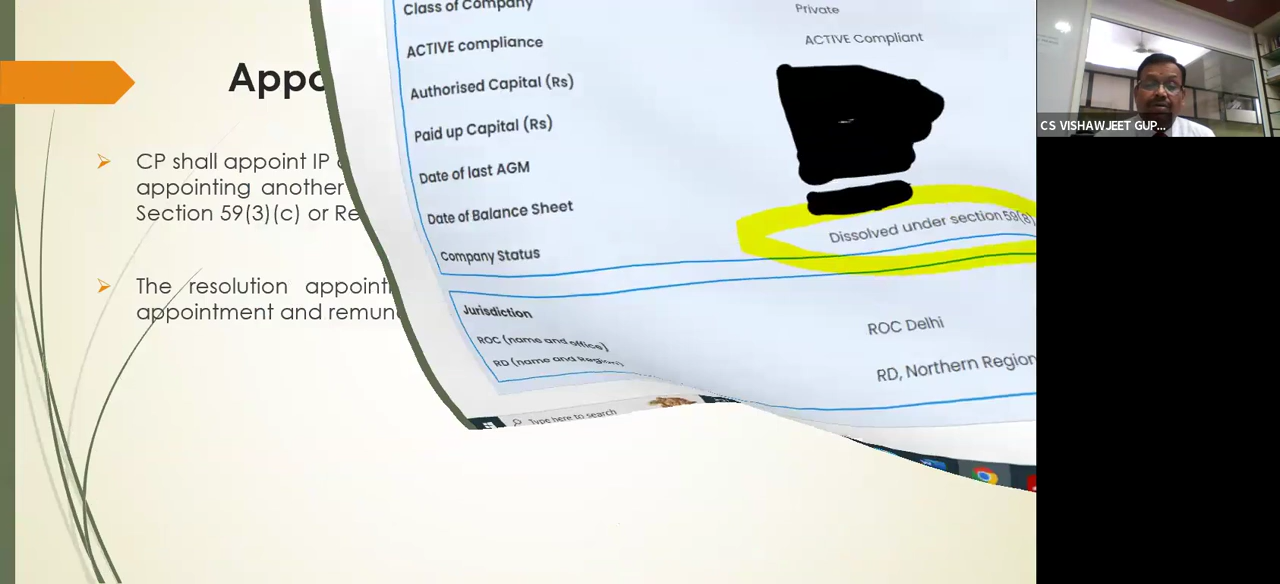 Appo
CP shall appoint IP
appointing another
Section 59(3)(c) or Re
The resolution appoint
appointment and remun
Class of Company
Private
ACTIVE compliance
ACTIVE Compliant
Authorised Capital (Rs)
Paid up Capital (Rs)
Date of last AGM
Date of Balance Sheet
Company Status
Dissolved under section 59(8)
Jurisdiction
ROC (name and office)
ROC Delhi
RD (name and Region)
RD, Northern Region
Type here to search
CS VISHAWJEET GUP...